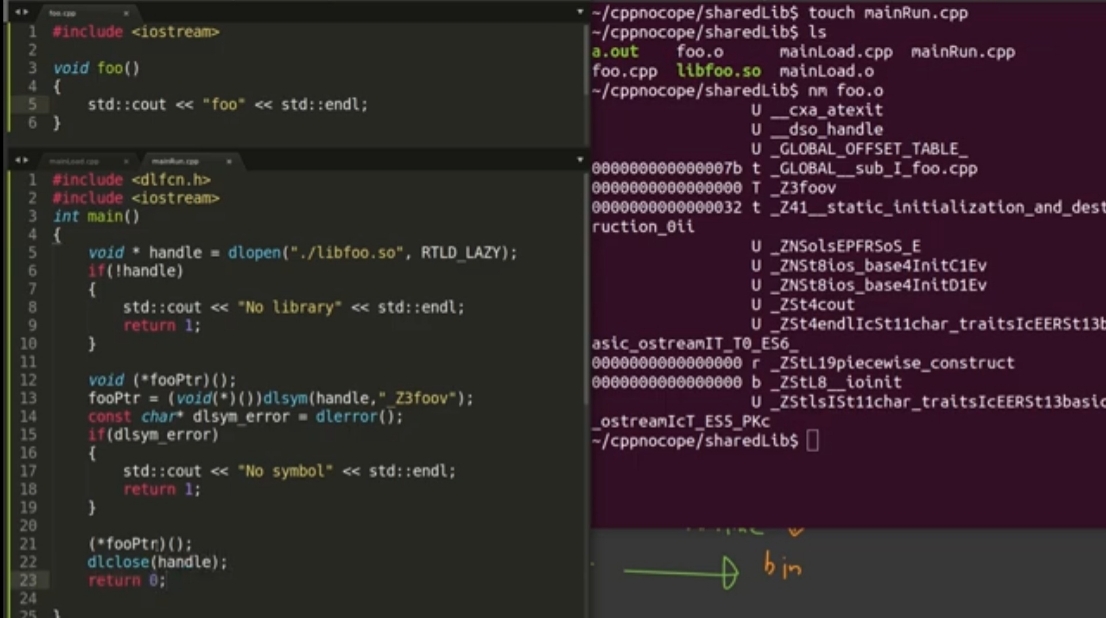 foo.cpp
1 #include <iostream>
2
3 void foo()
4 {
5 std::cout << "foo" << std::endl;
6 }
mainLoad.cpp mainRun.cpp
1 #include <dlfcn.h>
2 #include <iostream>
3 int main()
4 {
5 void * handle = dlopen("./libfoo.so", RTLD_LAZY);
6 if(!handle)
7 {
8 std::cout << "No library" << std::endl;
9 return 1;
10 }
11
12 void (*fooPtr)();
13 fooPtr = (void(*)())dlsym(handle,"_Z3foov");
14 const char* dlsym_error = dlerror();
15 if(dlsym_error)
16 {
17 std::cout << "No symbol" << std::endl;
18 return 1;
19 }
20
21 (*fooPtr)();
22 dlclose(handle);
23 return 0;
24
25 }
~/cppnocope/sharedLib$ touch mainRun.cpp
~/cppnocope/sharedLib$ ls
a.out foo.o mainLoad.cpp mainRun.cpp
foo.cpp libfoo.so mainLoad.o
~/cppnocope/sharedLib$ nm foo.o
U __cxa_atexit
U __dso_handle
U _GLOBAL_OFFSET_TABLE_
000000000000007b t _GLOBAL__sub_I_foo.cpp
0000000000000000 T _Z3foov
0000000000000032 t _Z41__static_initialization_and_dest
ruction_0ii
U _ZNSolsEPFRSoS_E
U _ZNSt8ios_base4InitC1Ev
U _ZNSt8ios_base4InitD1Ev
U _ZSt4cout
U _ZSt4endlIcSt11char_traitsIcEERSt13b
asic_ostreamIT_T0_ES6_
0000000000000000 r _ZStL19piecewise_construct
0000000000000000 b _ZStL8__ioinit
U _ZStlsISt11char_traitsIcEERSt13basic
_ostreamIcT_ES5_PKc
~/cppnocope/sharedLib$
bin